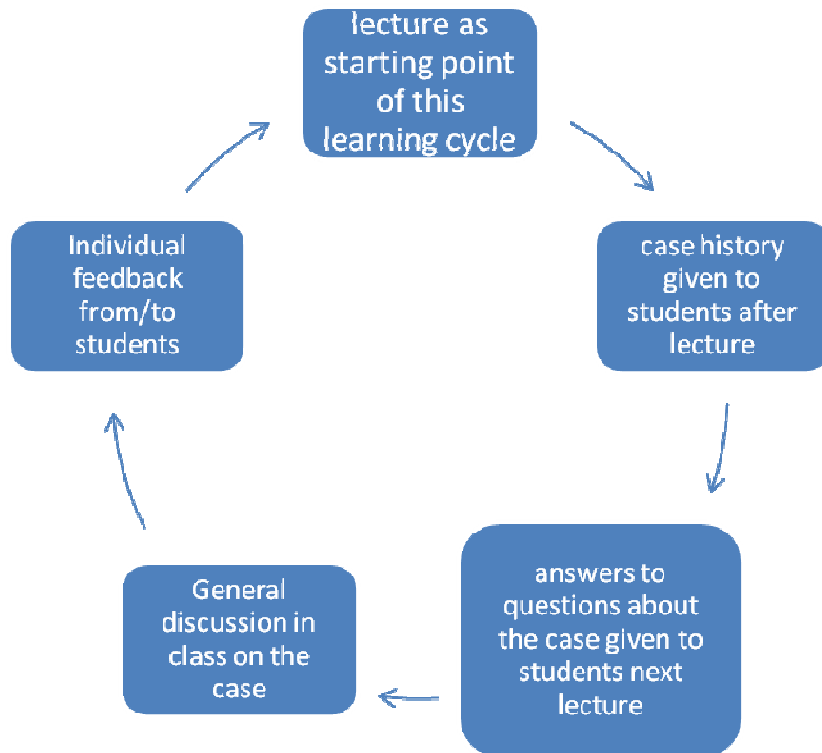 lecture as
starting point
of this
learning cycle
case history
given to
students after
lecture
answers to
questions about
the case given to
students next
lecture
General
discussion in
class on the
case
Individual
feedback
from/to
students